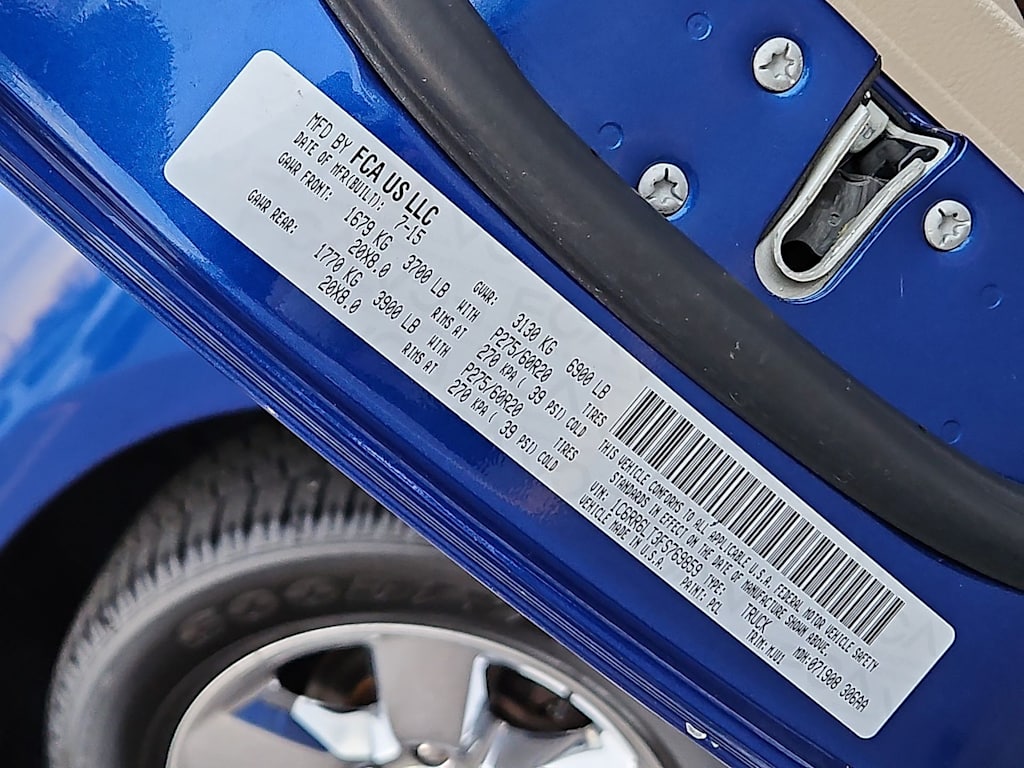 MFD BY FCA US LLC
DATE OF MFR(BUILT): 7-15
GVWR: 3130 KG 6900 LB
GAWR FRONT: 1679 KG 3700 LB WITH P275/60R20 TIRES
20X8.0 RIMS AT 270 KPA ( 39 PSI) COLD
GAWR REAR: 1770 KG 3900 LB WITH P275/60R20 TIRES
20X8.0 RIMS AT 270 KPA ( 39 PSI) COLD
THIS VEHICLE CONFORMS TO ALL APPLICABLE U.S.A. FEDERAL MOTOR VEHICLE SAFETY
STANDARDS IN EFFECT ON THE DATE OF MANUFACTURE SHOWN ABOVE.
TYPE: TRUCK MDH:071908 306AA
VEHICLE MADE IN U.S.A. PAINT: PCL TRIM: MJU1